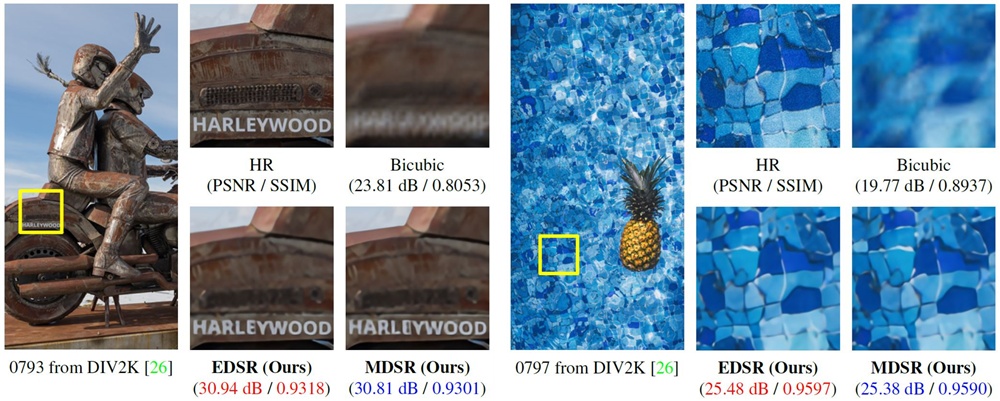 HARLEYWOOD
HARLEYWOOD
HR
(PSNR / SSIM)
Bicubic
(23.81 dB / 0.8053)
HARLEYWOOD
HARLEYWOOD
0793 from DIV2K [26]
EDSR (Ours)
(30.94 dB / 0.9318)
MDSR (Ours)
(30.81 dB / 0.9301)
HR
(PSNR / SSIM)
Bicubic
(19.77 dB / 0.8937)
0797 from DIV2K [26]
EDSR (Ours)
(25.48 dB / 0.9597)
MDSR (Ours)
(25.38 dB / 0.9590)